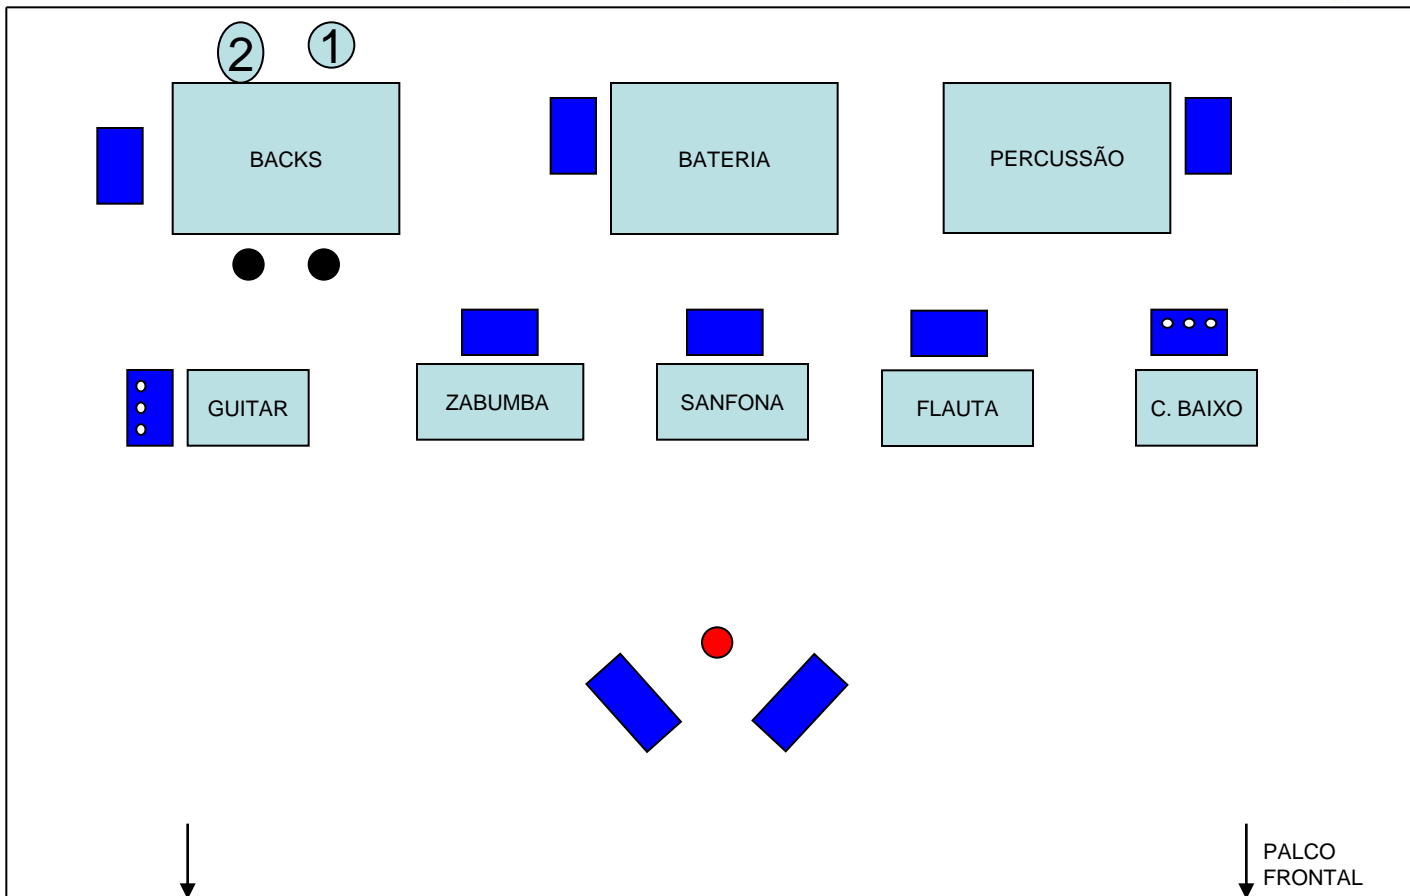 2 1
BACKS BATERIA PERCUSSÃO
GUITAR ZABUMBA SANFONA FLAUTA C. BAIXO
PALCO
FRONTAL